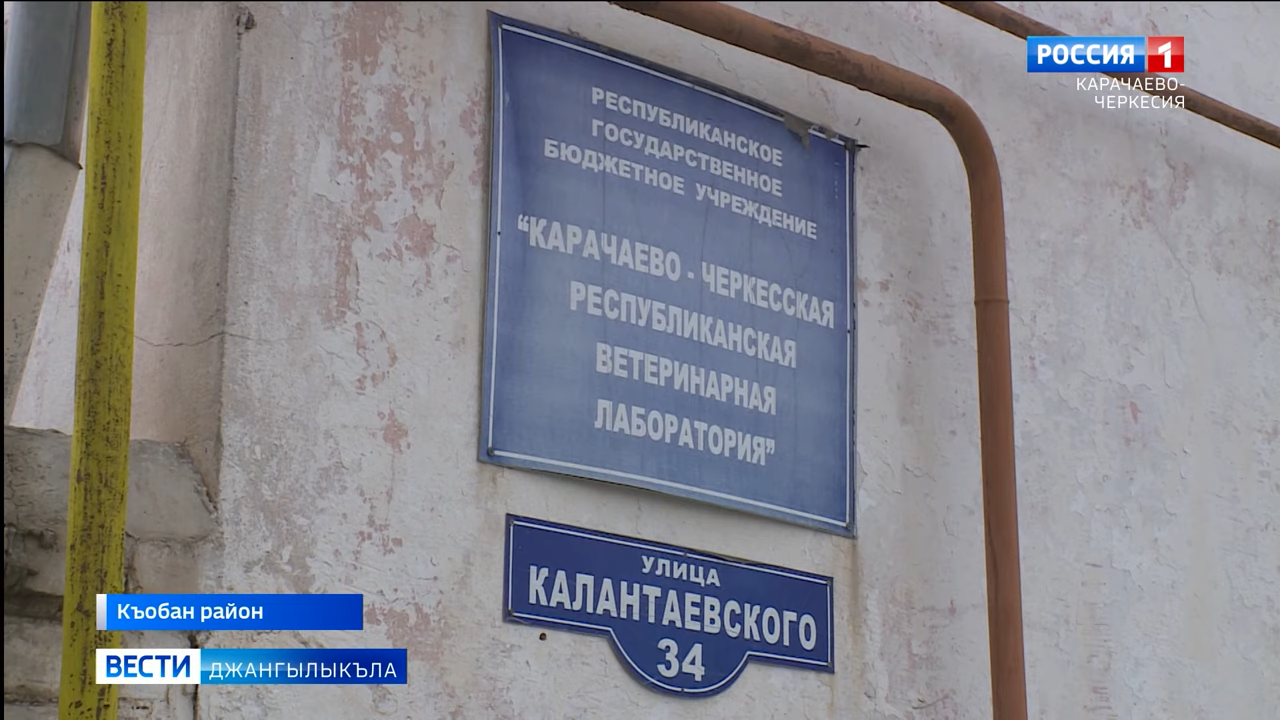 РОССИЯ 1
КАРАЧАЕВО-
ЧЕРКЕСИЯ
РЕСПУБЛИКАНСКОЕ
ГОСУДАРСТВЕННОЕ
БЮДЖЕТНОЕ УЧРЕЖДЕНИЕ
“КАРАЧАЕВО - ЧЕРКЕССКАЯ
РЕСПУБЛИКАНСКАЯ
ВЕТЕРИНАРНАЯ
ЛАБОРАТОРИЯ”
УЛИЦА
КАЛАНТАЕВСКОГО
34
Къобан район
ВЕСТИ ДЖАНГЫЛЫКЪЛА